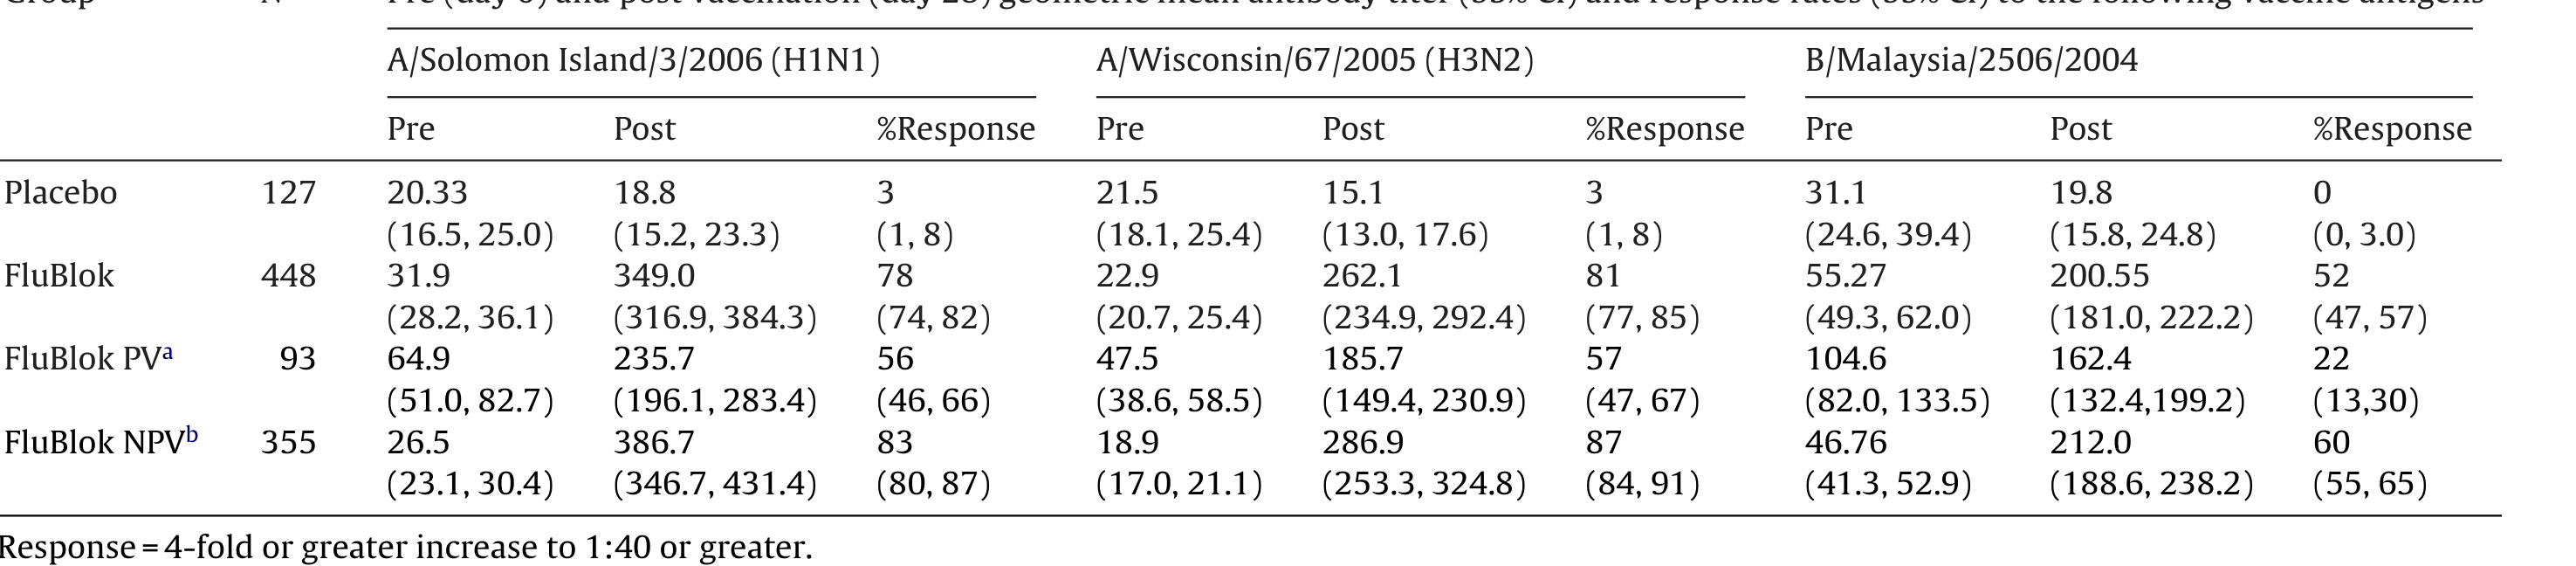 Group N Pre (day 0) and post-vaccination (day 28) geometric mean antibody titer (95% CI) and response rates (95% CI) to the following vaccine antigens
A/Solomon Island/3/2006 (H1N1) A/Wisconsin/67/2005 (H3N2) B/Malaysia/2506/2004
Pre Post %Response Pre Post %Response Pre Post %Response
Placebo 127 20.33 18.8 3 21.5 15.1 3 31.1 19.8 0
(16.5, 25.0) (15.2, 23.3) (1, 8) (18.1, 25.4) (13.0, 17.6) (1, 8) (24.6, 39.4) (15.8, 24.8) (0, 3.0)
FluBlok 448 31.9 349.0 78 22.9 262.1 81 55.27 200.55 52
(28.2, 36.1) (316.9, 384.3) (74, 82) (20.7, 25.4) (234.9, 292.4) (77, 85) (49.3, 62.0) (181.0, 222.2) (47, 57)
FluBlok PVa 93 64.9 235.7 56 47.5 185.7 57 104.6 162.4 22
(51.0, 82.7) (196.1, 283.4) (46, 66) (38.6, 58.5) (149.4, 230.9) (47, 67) (82.0, 133.5) (132.4,199.2) (13,30)
FluBlok NPVb 355 26.5 386.7 83 18.9 286.9 87 46.76 212.0 60
(23.1, 30.4) (346.7, 431.4) (80, 87) (17.0, 21.1) (253.3, 324.8) (84, 91) (41.3, 52.9) (188.6, 238.2) (55, 65)
Response = 4-fold or greater increase to 1:40 or greater.